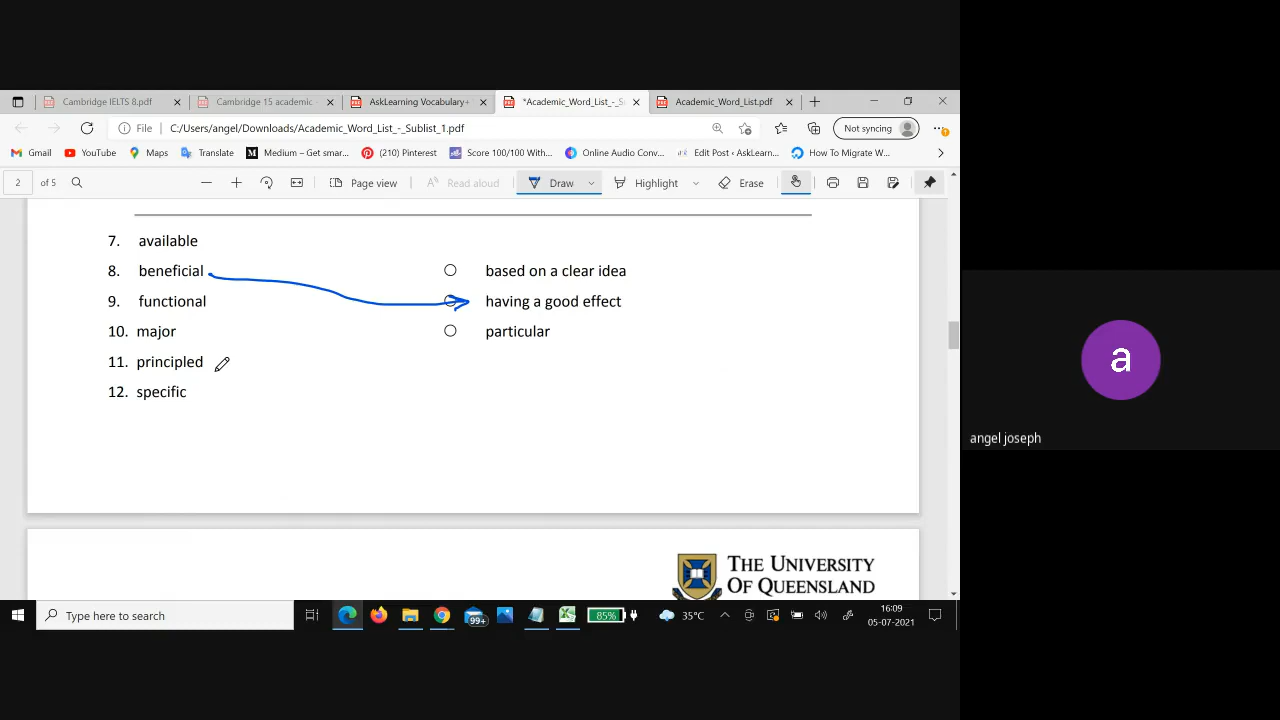 Cambridge IELTS 8.pdf
Cambridge 15 academic -
AskLearning Vocabulary+
*Academic_Word_List_-_Su
Academic_Word_List.pdf
File C:/Users/angel/Downloads/Academic_Word_List_-_Sublist_1.pdf
Not syncing
Gmail YouTube Maps Translate Medium – Get smar... (210) Pinterest Score 100/100 With... Online Audio Conv... Edit Post ‹ AskLearn... How To Migrate W...
2 of 5 Page view Read aloud Draw Highlight Erase
7. available
8. beneficial based on a clear idea
9. functional having a good effect
10. major particular
11. principled
12. specific
a
angel joseph
THE UNIVERSITY
OF QUEENSLAND
Type here to search
99+
85%
35°C
16:09
05-07-2021